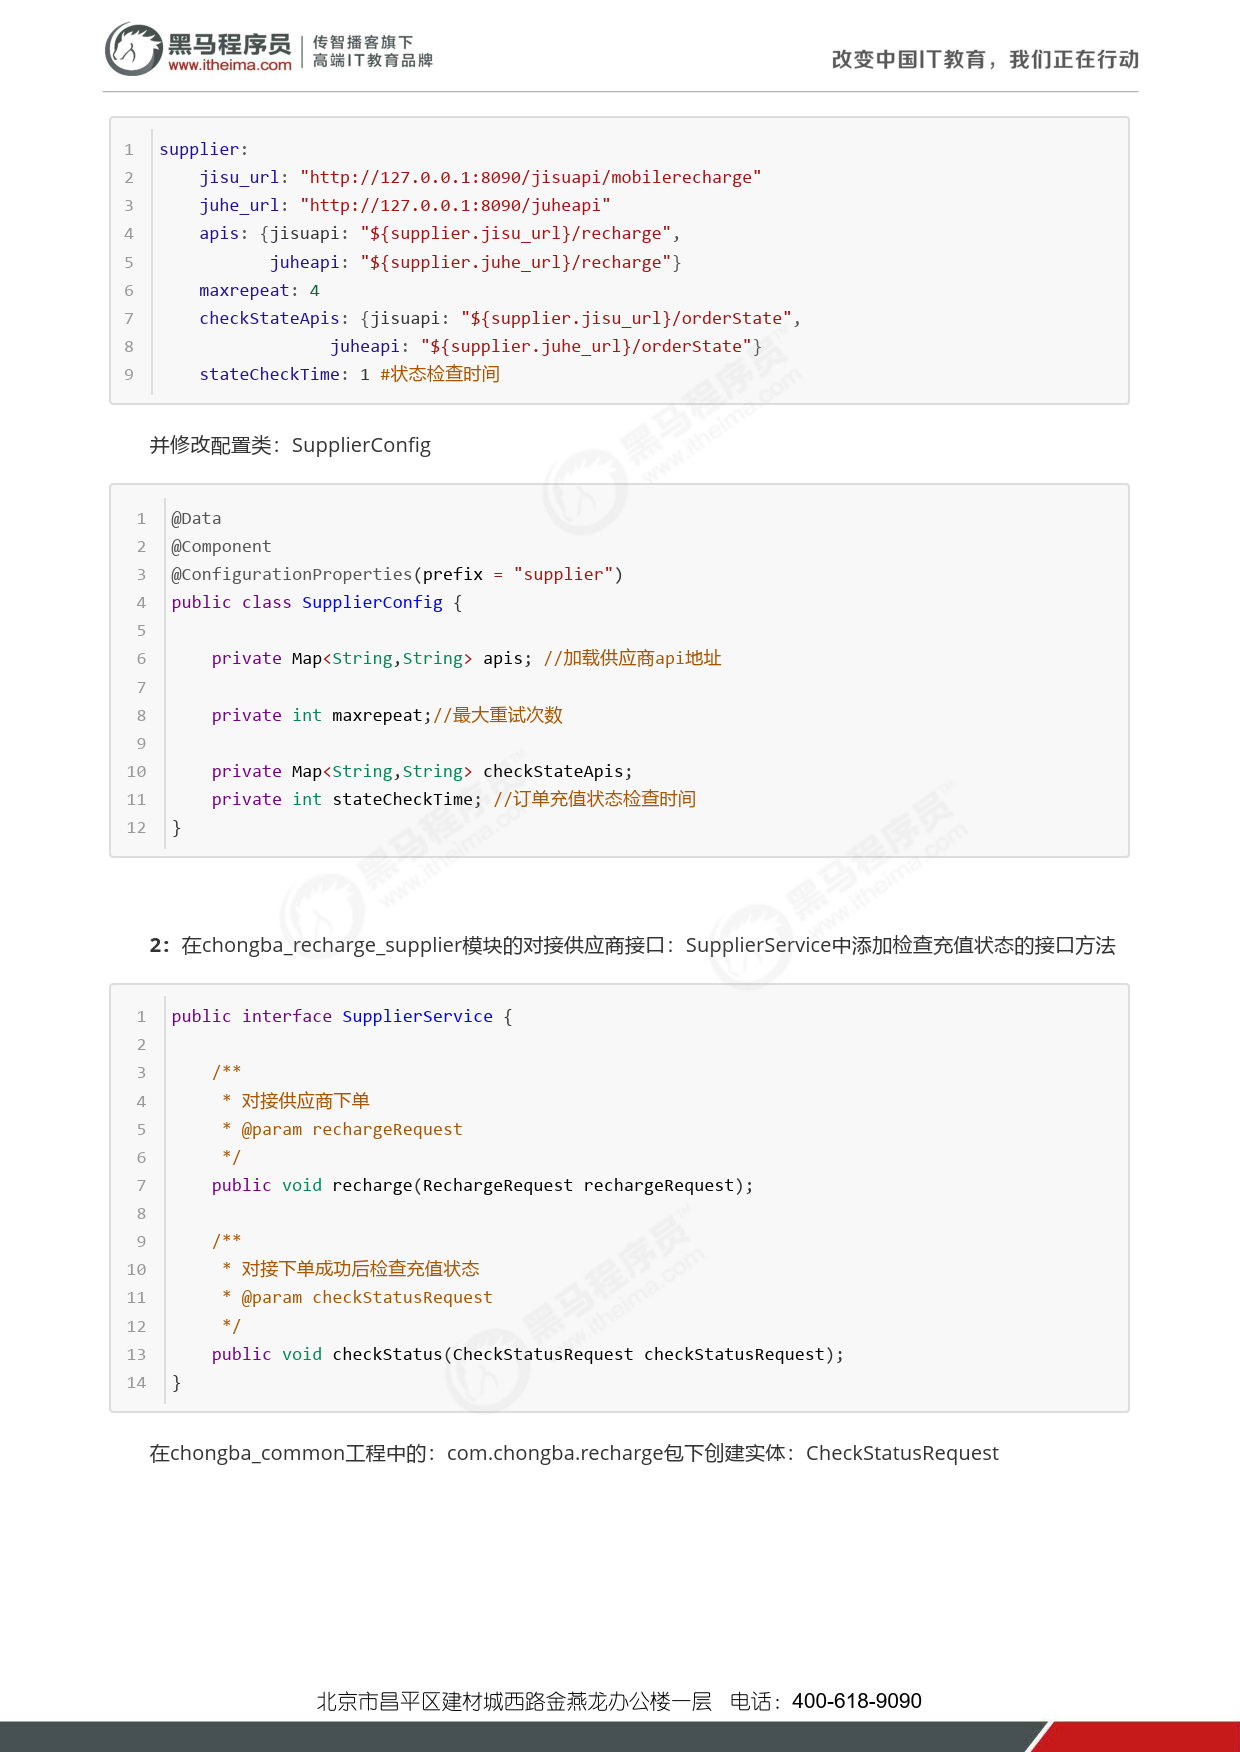 黑马程序员
www.itheima.com
传智播客旗下
高端IT教育品牌
改变中国IT教育，我们正在行动
1 supplier:
2     jisu_url: "http://127.0.0.1:8090/jisuapi/mobilerecharge"
3     juhe_url: "http://127.0.0.1:8090/juheapi"
4     apis: {jisuapi: "${supplier.jisu_url}/recharge",
5            juheapi: "${supplier.juhe_url}/recharge"}
6     maxrepeat: 4
7     checkStateApis: {jisuapi: "${supplier.jisu_url}/orderState",
8                  juheapi: "${supplier.juhe_url}/orderState"}
9     stateCheckTime: 1 #状态检查时间
并修改配置类：SupplierConfig
1 @Data
2 @Component
3 @ConfigurationProperties(prefix = "supplier")
4 public class SupplierConfig {
5
6     private Map<String,String> apis; //加载供应商api地址
7
8     private int maxrepeat;//最大重试次数
9
10     private Map<String,String> checkStateApis;
11     private int stateCheckTime; //订单充值状态检查时间
12 }
2：在chongba_recharge_supplier模块的对接供应商接口：SupplierService中添加检查充值状态的接口方法
1 public interface SupplierService {
2
3     /**
4      * 对接供应商下单
5      * @param rechargeRequest
6      */
7     public void recharge(RechargeRequest rechargeRequest);
8
9     /**
10      * 对接下单成功后检查充值状态
11      * @param checkStatusRequest
12      */
13     public void checkStatus(CheckStatusRequest checkStatusRequest);
14 }
在chongba_common工程中的：com.chongba.recharge包下创建实体：CheckStatusRequest
北京市昌平区建材城西路金燕龙办公楼一层 电话：400-618-9090